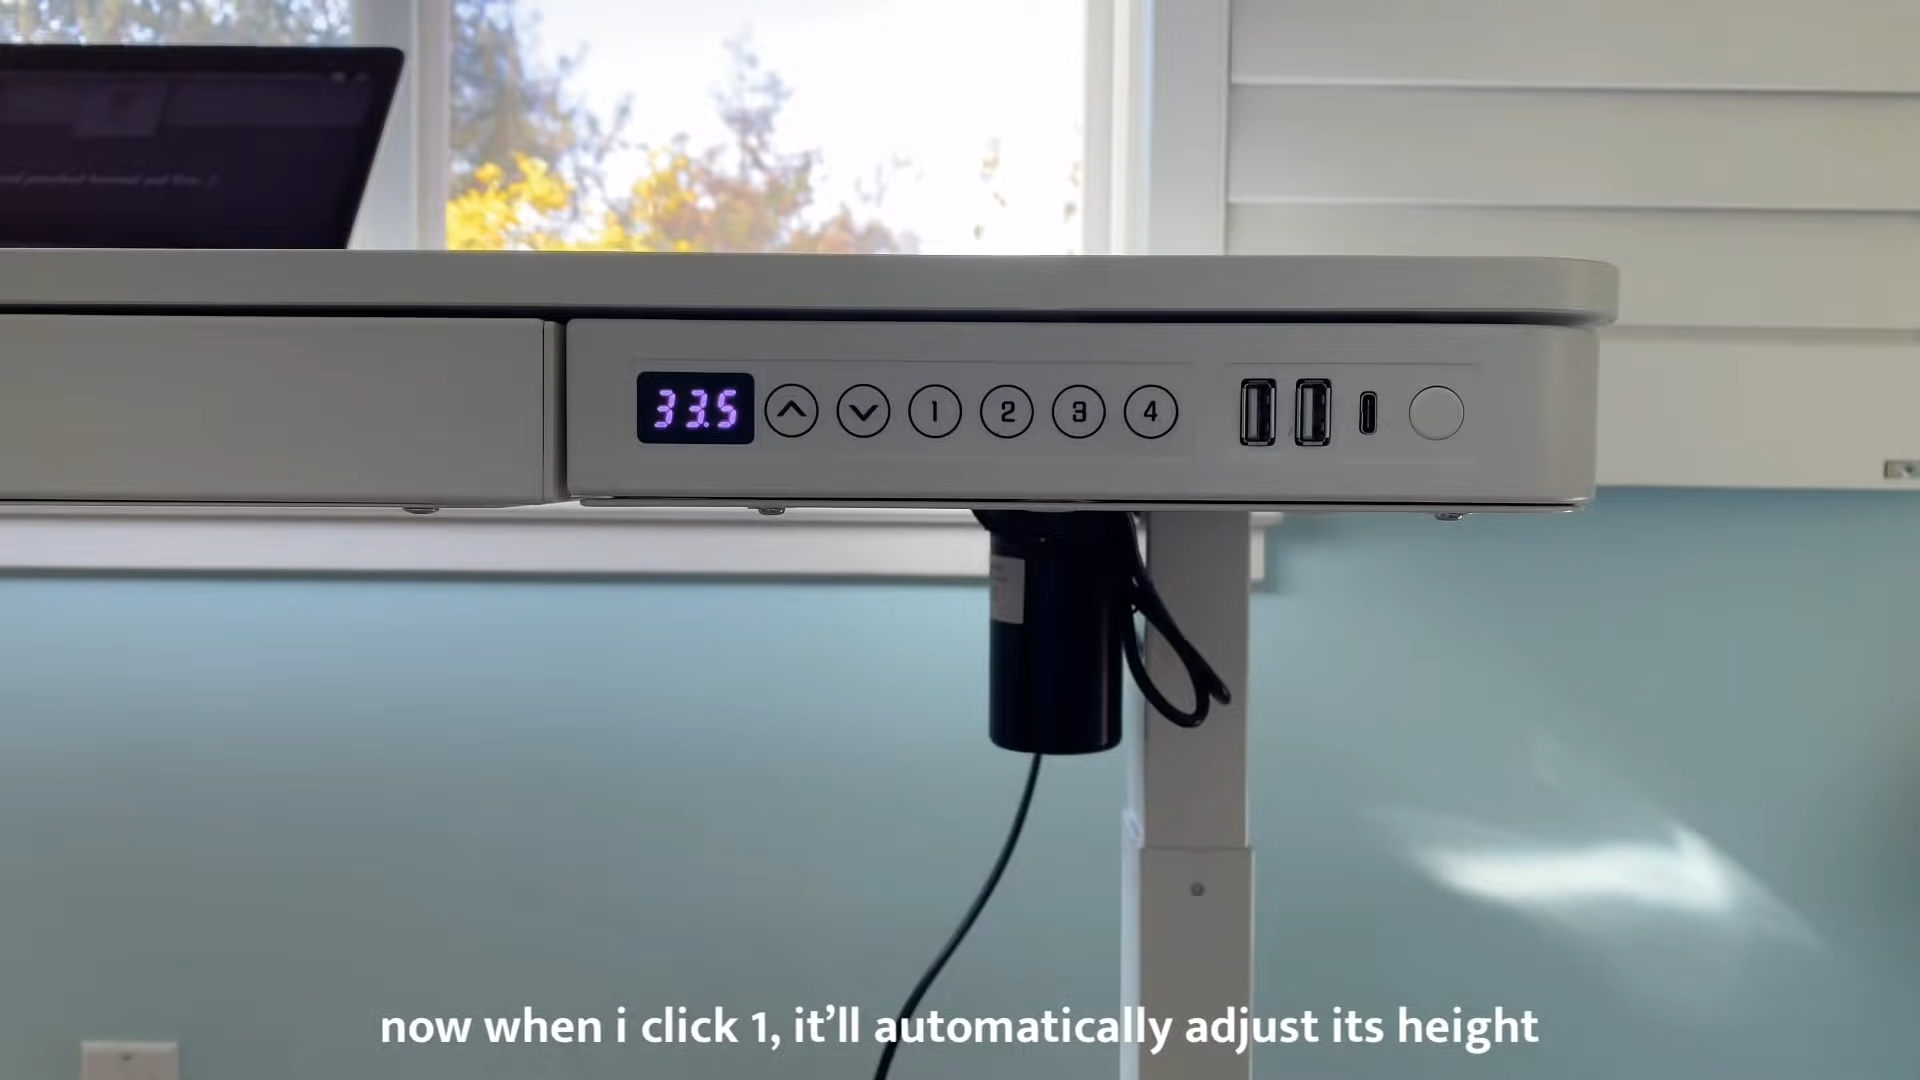 33.5
1 2 3 4
now when i click 1, it'll automatically adjust its height